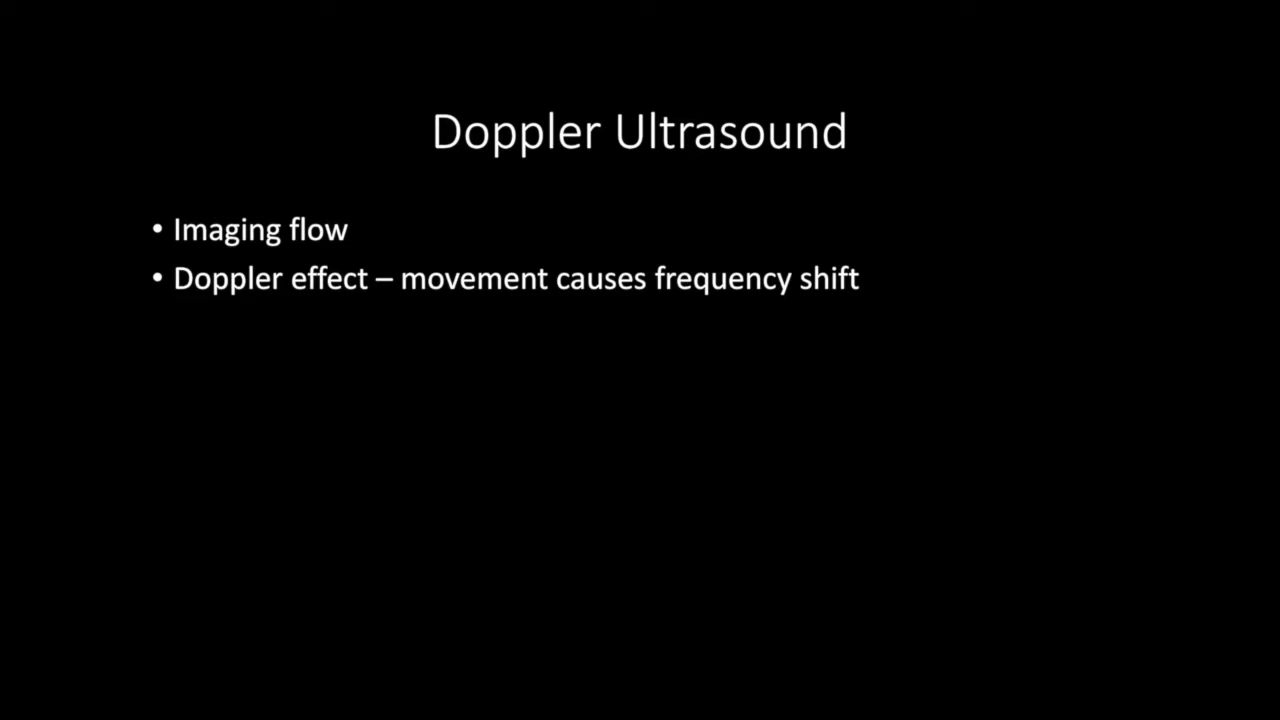 Doppler Ultrasound
• Imaging flow
• Doppler effect – movement causes frequency shift